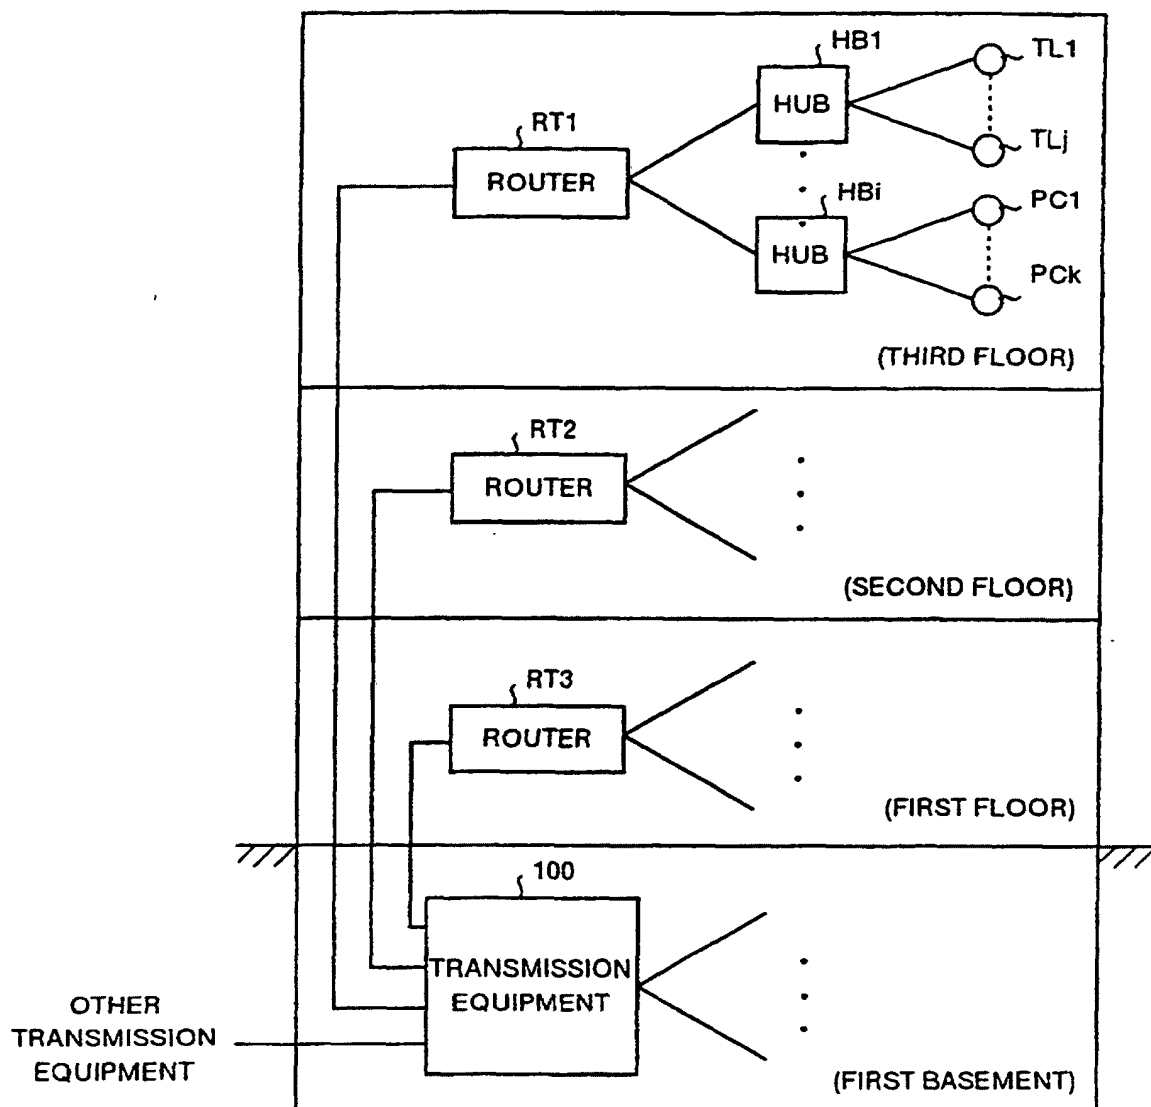 HB1
TL1
HUB
RT1
TLj
ROUTER
HBi
PC1
HUB
PCk
(THIRD FLOOR)
RT2
ROUTER
(SECOND FLOOR)
RT3
ROUTER
(FIRST FLOOR)
100
TRANSMISSION
EQUIPMENT
OTHER
TRANSMISSION
EQUIPMENT
(FIRST BASEMENT)